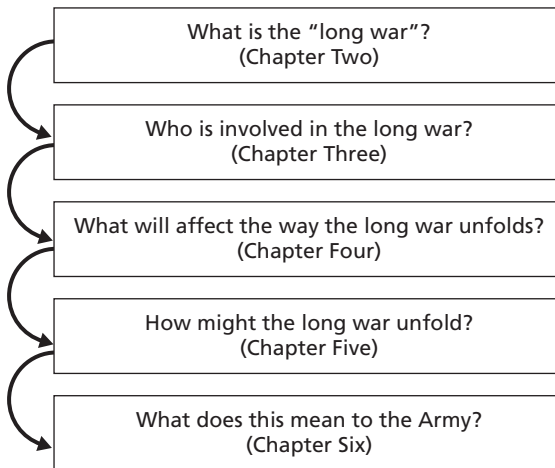 What is the “long war”?
(Chapter Two)
Who is involved in the long war?
(Chapter Three)
What will affect the way the long war unfolds?
(Chapter Four)
How might the long war unfold?
(Chapter Five)
What does this mean to the Army?
(Chapter Six)